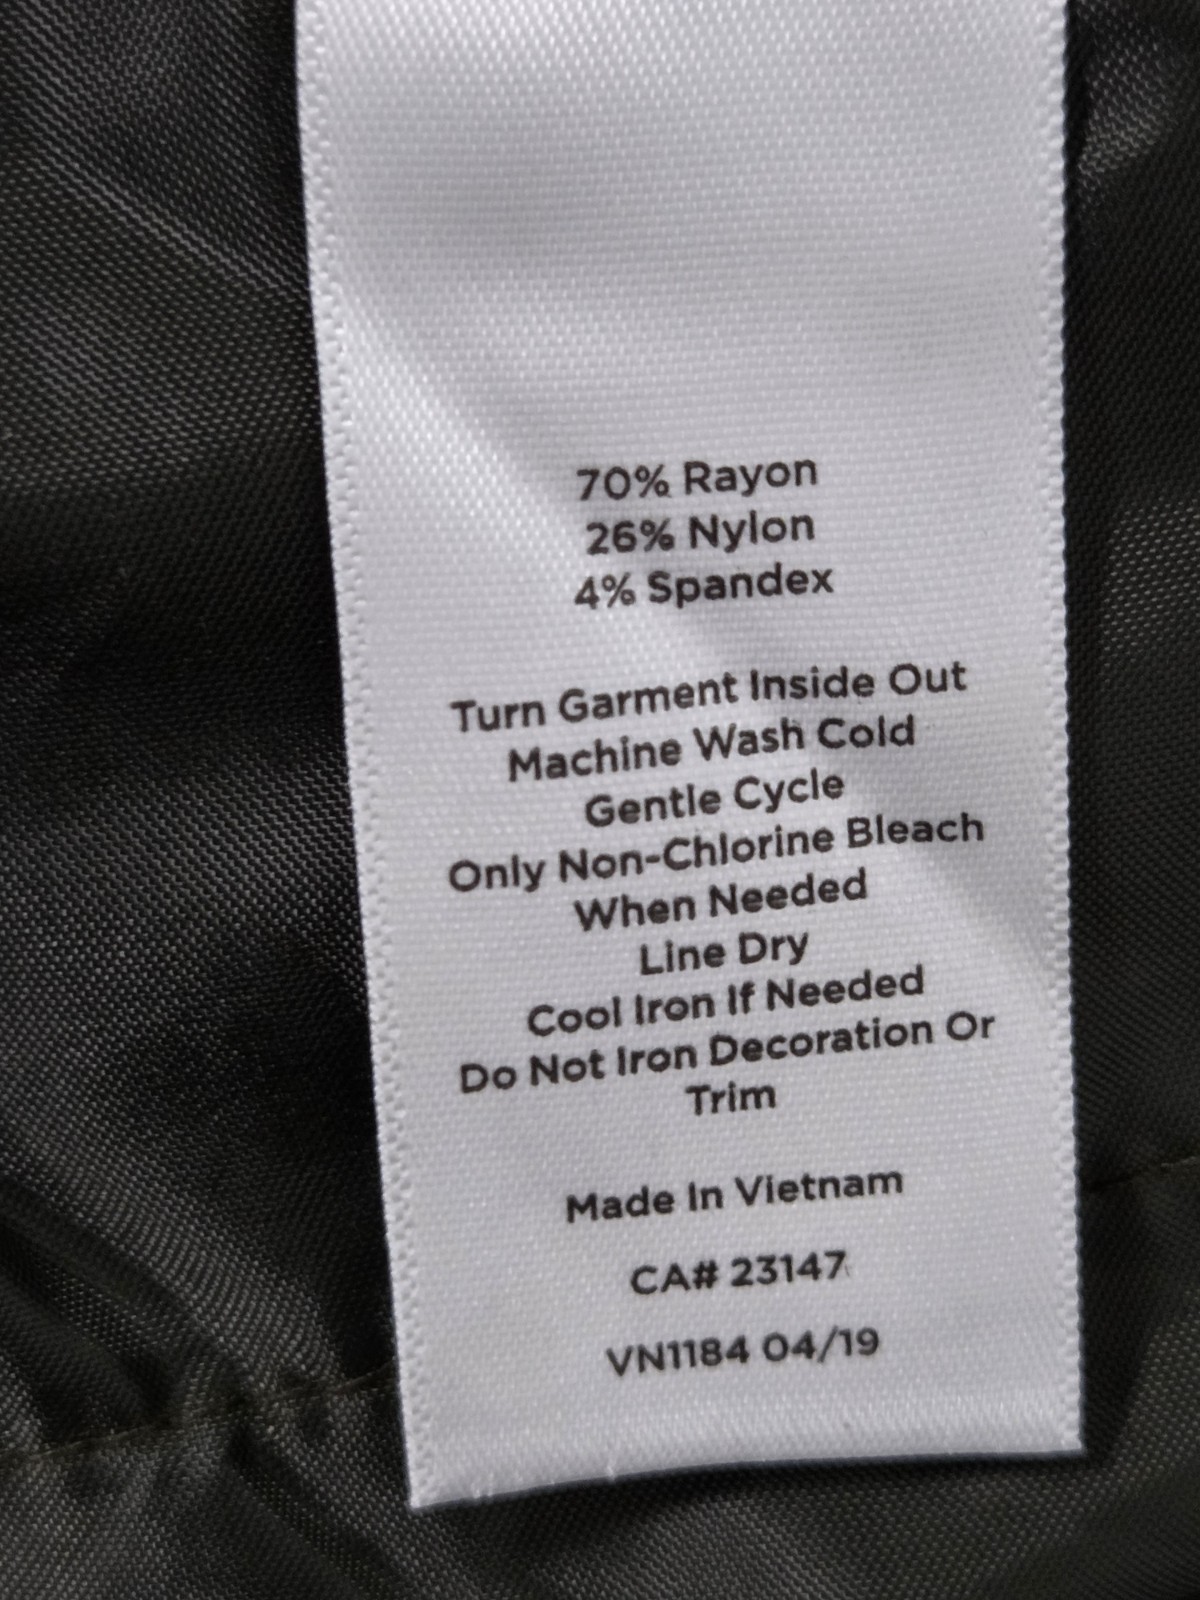 70% Rayon
26% Nylon
4% Spandex
Turn Garment Inside Out
Machine Wash Cold
Gentle Cycle
Only Non-Chlorine Bleach
When Needed
Line Dry
Cool Iron If Needed
Do Not Iron Decoration Or
Trim
Made In Vietnam
CA# 23147
VN1184 04/19